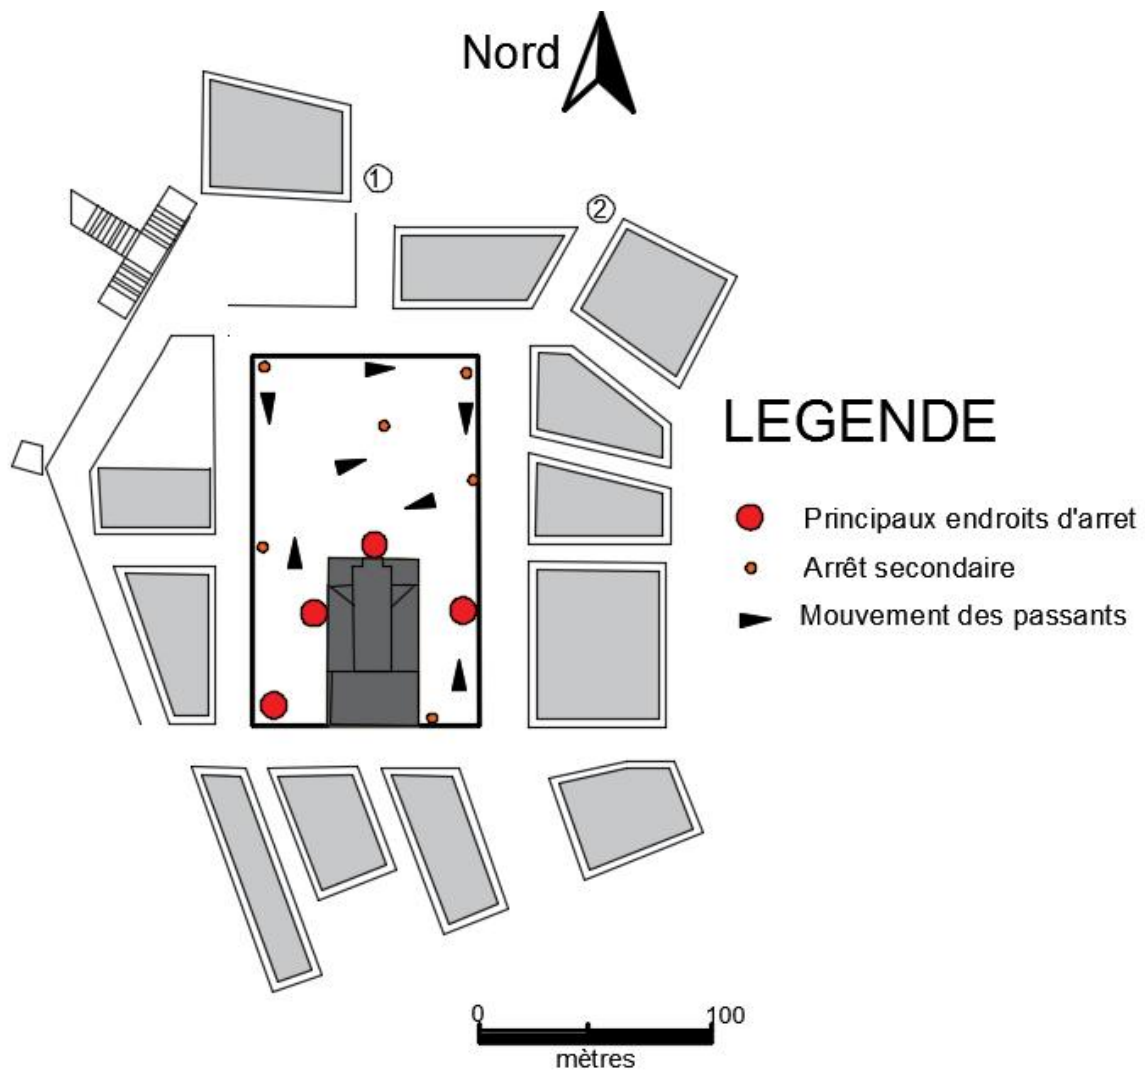 Nord
1
2
LEGENDE
Principaux endroits d'arret
Arrêt secondaire
Mouvement des passants
0 100
mètres